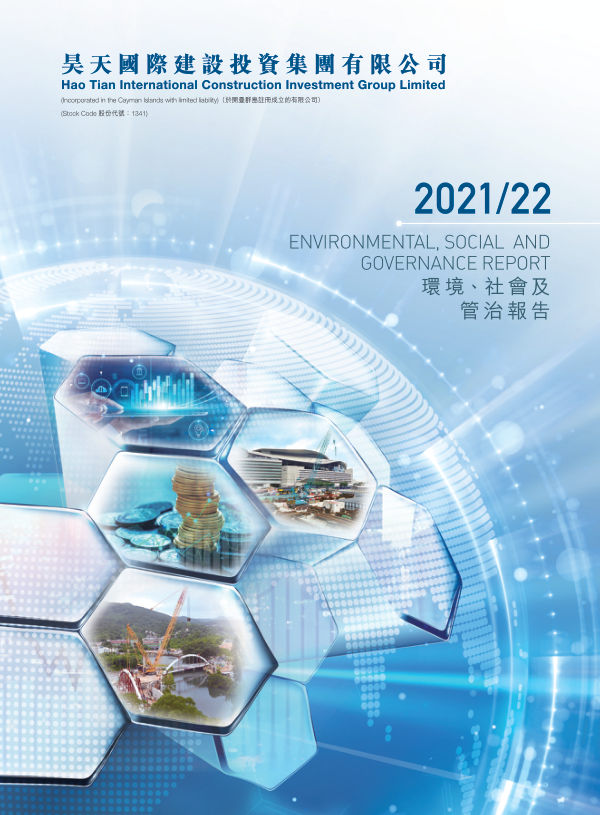 昊天國際建設投資集團有限公司
Hao Tian International Construction Investment Group Limited
(Incorporated in the Cayman Islands with limited liability)（於開曼群島註冊成立的有限公司）
(Stock Code 股份代號：1341)
2021/22
ENVIRONMENTAL, SOCIAL AND
GOVERNANCE REPORT
環境、社會及
管治報告